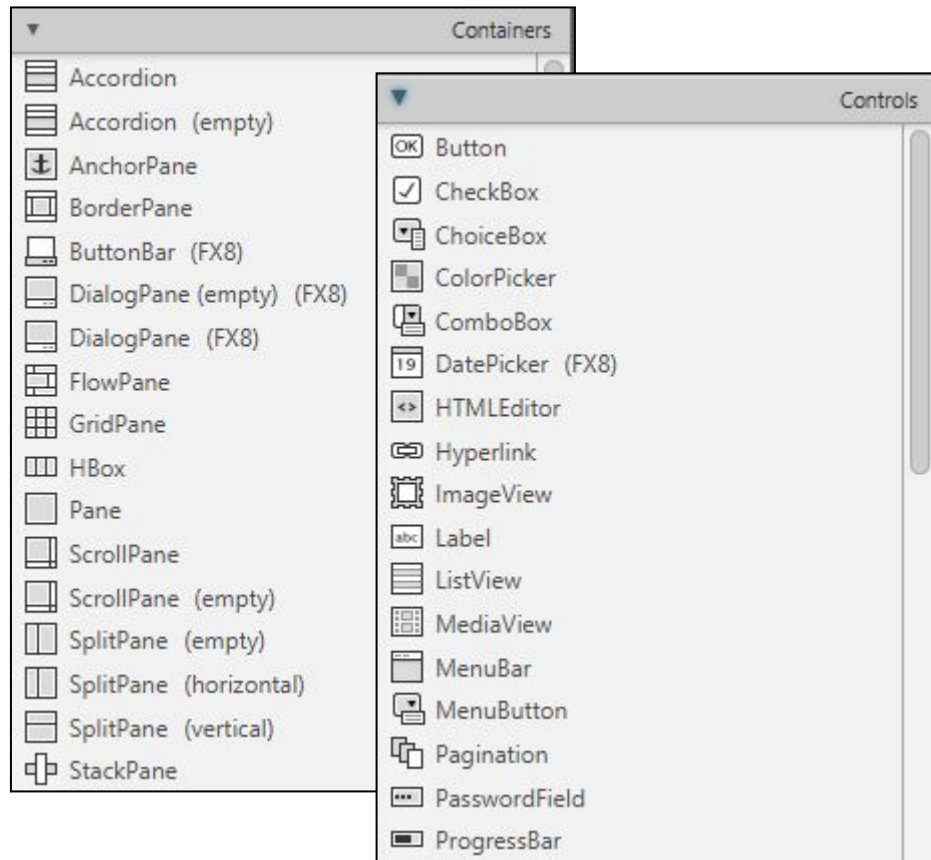 Containers
Accordion
Accordion (empty)
AnchorPane
BorderPane
ButtonBar (FX8)
DialogPane (empty) (FX8)
DialogPane (FX8)
FlowPane
GridPane
HBox
Pane
ScrollPane
ScrollPane (empty)
SplitPane (empty)
SplitPane (horizontal)
SplitPane (vertical)
StackPane
Controls
OK Button
CheckBox
ChoiceBox
ColorPicker
ComboBox
19 DatePicker (FX8)
<> HTMLEditor
Hyperlink
ImageView
abc Label
ListView
MediaView
MenuBar
MenuButton
Pagination
PasswordField
ProgressBar